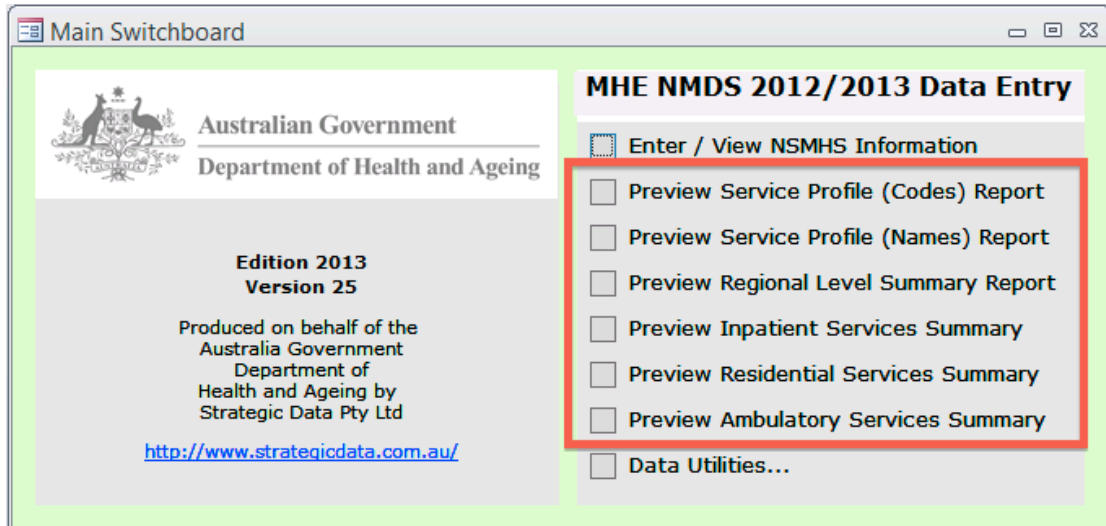 Main Switchboard
Australian Government
Department of Health and Ageing
Edition 2013
Version 25
Produced on behalf of the
Australia Government
Department of
Health and Ageing by
Strategic Data Pty Ltd
http://www.strategicdata.com.au/
MHE NMDS 2012/2013 Data Entry
Enter / View NSMHS Information
Preview Service Profile (Codes) Report
Preview Service Profile (Names) Report
Preview Regional Level Summary Report
Preview Inpatient Services Summary
Preview Residential Services Summary
Preview Ambulatory Services Summary
Data Utilities...